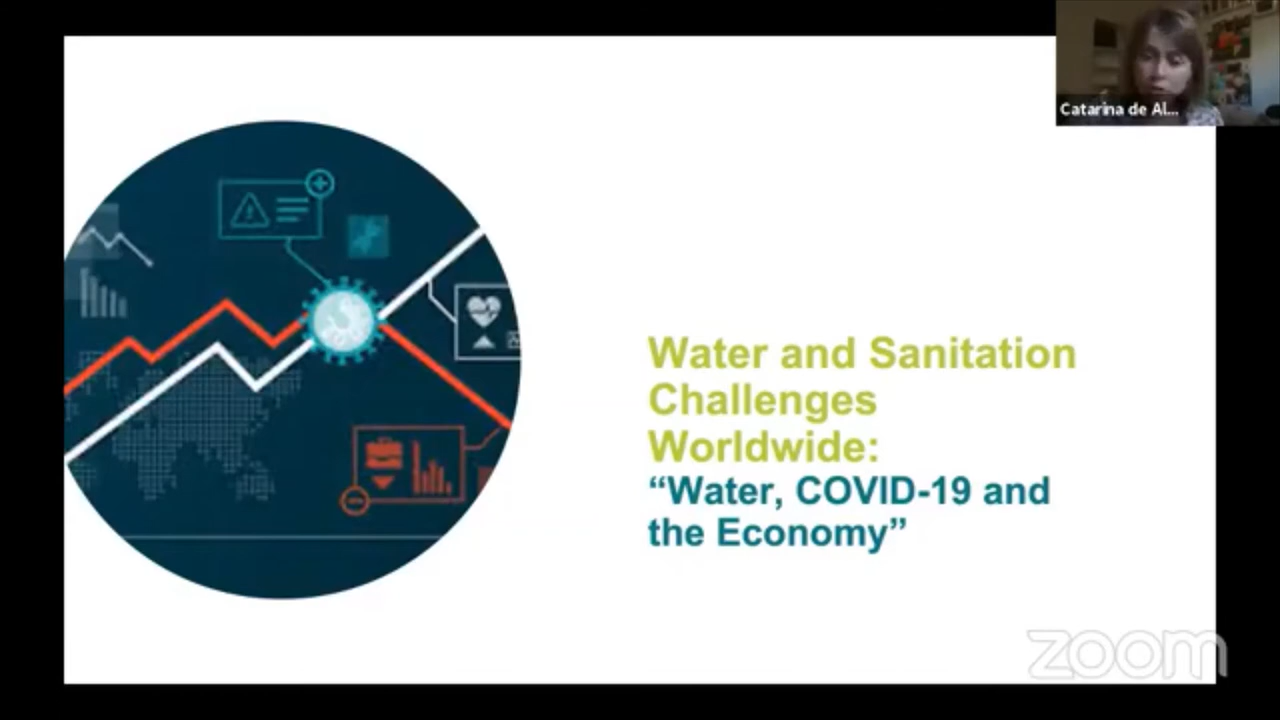 Catarina de Al...
Water and Sanitation
Challenges
Worldwide:
“Water, COVID-19 and
the Economy”
zoom